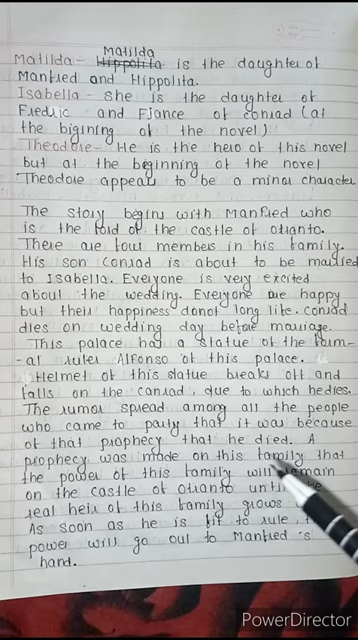 Matilda
Matilda - Hippolita is the daughter of
Manfred and Hippolita.
Isabella - She is the daughter of
Fredric and Fiance of conrad (at
the bigining of the novel)
Theodore - He is the hero of this novel
but at the beginning of the novel
Theodore appears to be a minor character
The story begins with Manfred who
is the lord of the castle of otranto.
There are four members in his family.
His son Conrad is about to be married
to Isabella. Everyone is very excited
about the wedding. Everyone are happy
but their happiness donot long life. conrad
dies on wedding day before marriage.
This palace has a statue of the form-
-al ruler Alfonso of this palace.
Helmet of this statue breaks off and
falls on the conrad, due to which he dies.
The rumor spread among all the people
who came to party that it was because
of that prophecy that he died. A
prophecy was made on this family that
the power of this family will remain
on the castle of otranto until
real heir of this family grows
As soon as he is fit to rule,
power will go out to Manfred's
hand.
PowerDirector